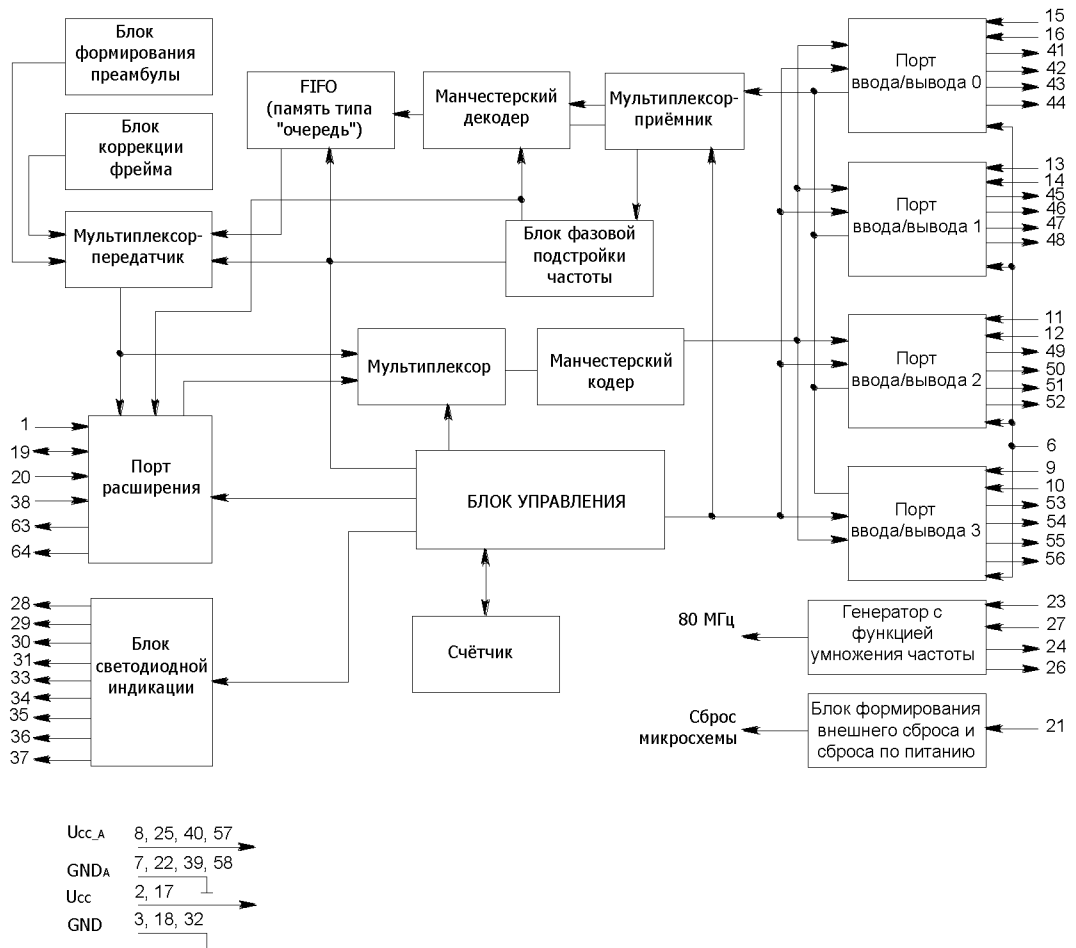 Блок
формирования
преамбулы
Блок
коррекции
фрейма
Мультиплексор-
передатчик
FIFO
(память типа
"очередь")
Манчестерский
декодер
Мультиплексор-
приёмник
Блок фазовой
подстройки
частоты
Мультиплексор
Манчестерский
кодер
Порт
ввода/вывода 0
15
16
41
42
43
44
Порт
ввода/вывода 1
13
14
45
46
47
48
Порт
ввода/вывода 2
11
12
49
50
51
52
6
Порт
ввода/вывода 3
9
10
53
54
55
56
1
19
20
38
63
64
Порт
расширения
БЛОК УПРАВЛЕНИЯ
Счётчик
28
29
30
31
33
34
35
36
37
Блок
светодиодной
индикации
80 МГц
Генератор с
функцией
умножения частоты
23
27
24
26
Сброс
микросхемы
Блок формирования
внешнего сброса и
сброса по питанию
21
Ucc_A 8, 25, 40, 57
GNDA 7, 22, 39, 58
Ucc 2, 17
GND 3, 18, 32